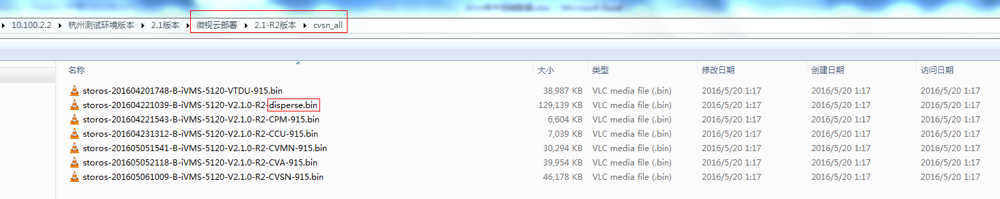 10.100.2.2 ▶ 杭州测试环境版本 ▶ 2.1版本 ▶ 微视云部署 ▶ 2.1-R2版本 ▶ cvsn_all
名称 大小 类型 修改日期 创建日期 访问日期
storos-201604201748-B-iVMS-5120-VTDU-915.bin 38,987 KB VLC media file (.bin) 2016/5/20 1:17 2016/5/20 1:17 2016/5/20 1:17
storos-201604221039-B-iVMS-5120-V2.1.0-R2-disperse.bin 129,139 KB VLC media file (.bin) 2016/5/20 1:17 2016/5/20 1:17 2016/5/20 1:17
storos-201604221543-B-iVMS-5120-V2.1.0-R2-CPM-915.bin 6,604 KB VLC media file (.bin) 2016/5/20 1:17 2016/5/20 1:17 2016/5/20 1:17
storos-201604231312-B-iVMS-5120-V2.1.0-R2-CCU-915.bin 7,039 KB VLC media file (.bin) 2016/5/20 1:17 2016/5/20 1:17 2016/5/20 1:17
storos-201605051541-B-iVMS-5120-V2.1.0-R2-CVMN-915.bin 30,294 KB VLC media file (.bin) 2016/5/20 1:17 2016/5/20 1:17 2016/5/20 1:17
storos-201605052118-B-iVMS-5120-V2.1.0-R2-CVA-915.bin 39,954 KB VLC media file (.bin) 2016/5/20 1:17 2016/5/20 1:17 2016/5/20 1:17
storos-201605061009-B-iVMS-5120-V2.1.0-R2-CVSN-915.bin 46,178 KB VLC media file (.bin) 2016/5/20 1:17 2016/5/20 1:17 2016/5/20 1:17